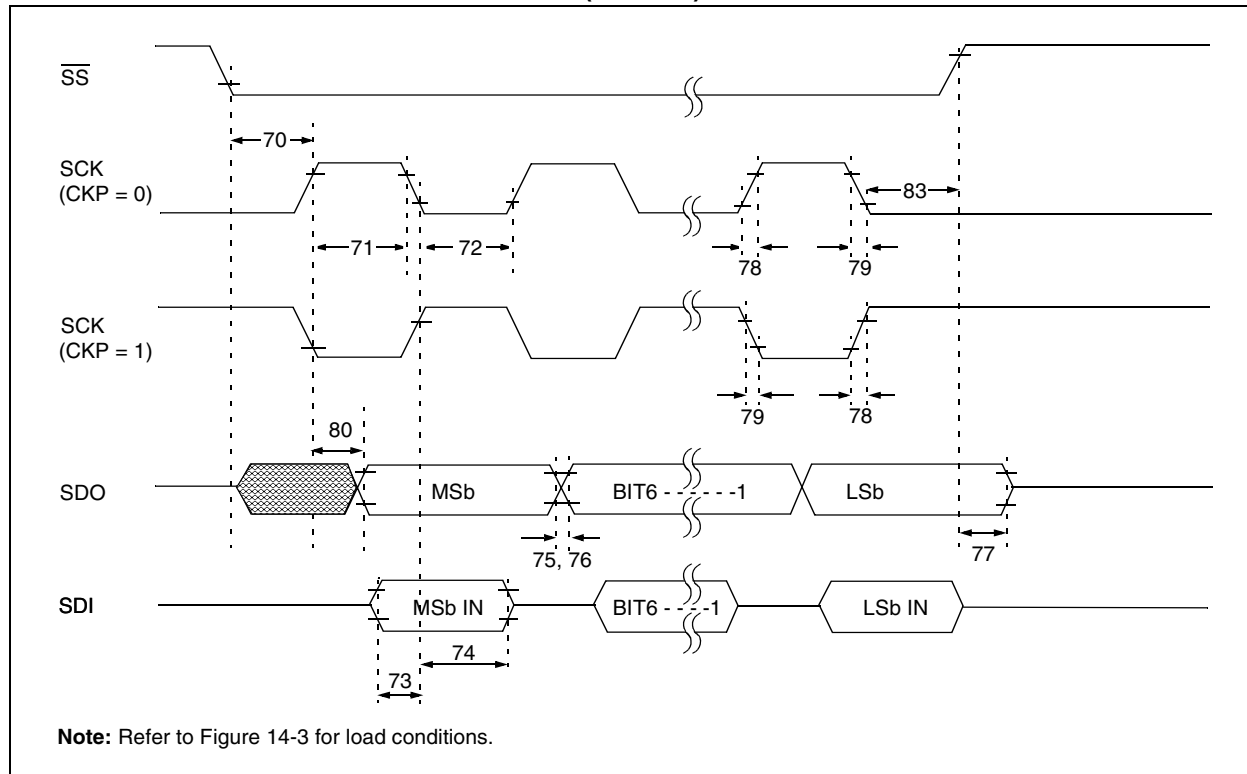 SS
70
SCK
(CKP = 0)
83
71
72
78
79
SCK
(CKP = 1)
79
78
80
SDO
MSb
BIT6 - - - - - -1
LSb
75, 76
77
SDI
MSb IN
BIT6 - - - -1
LSb IN
74
73
Note: Refer to Figure 14-3 for load conditions.